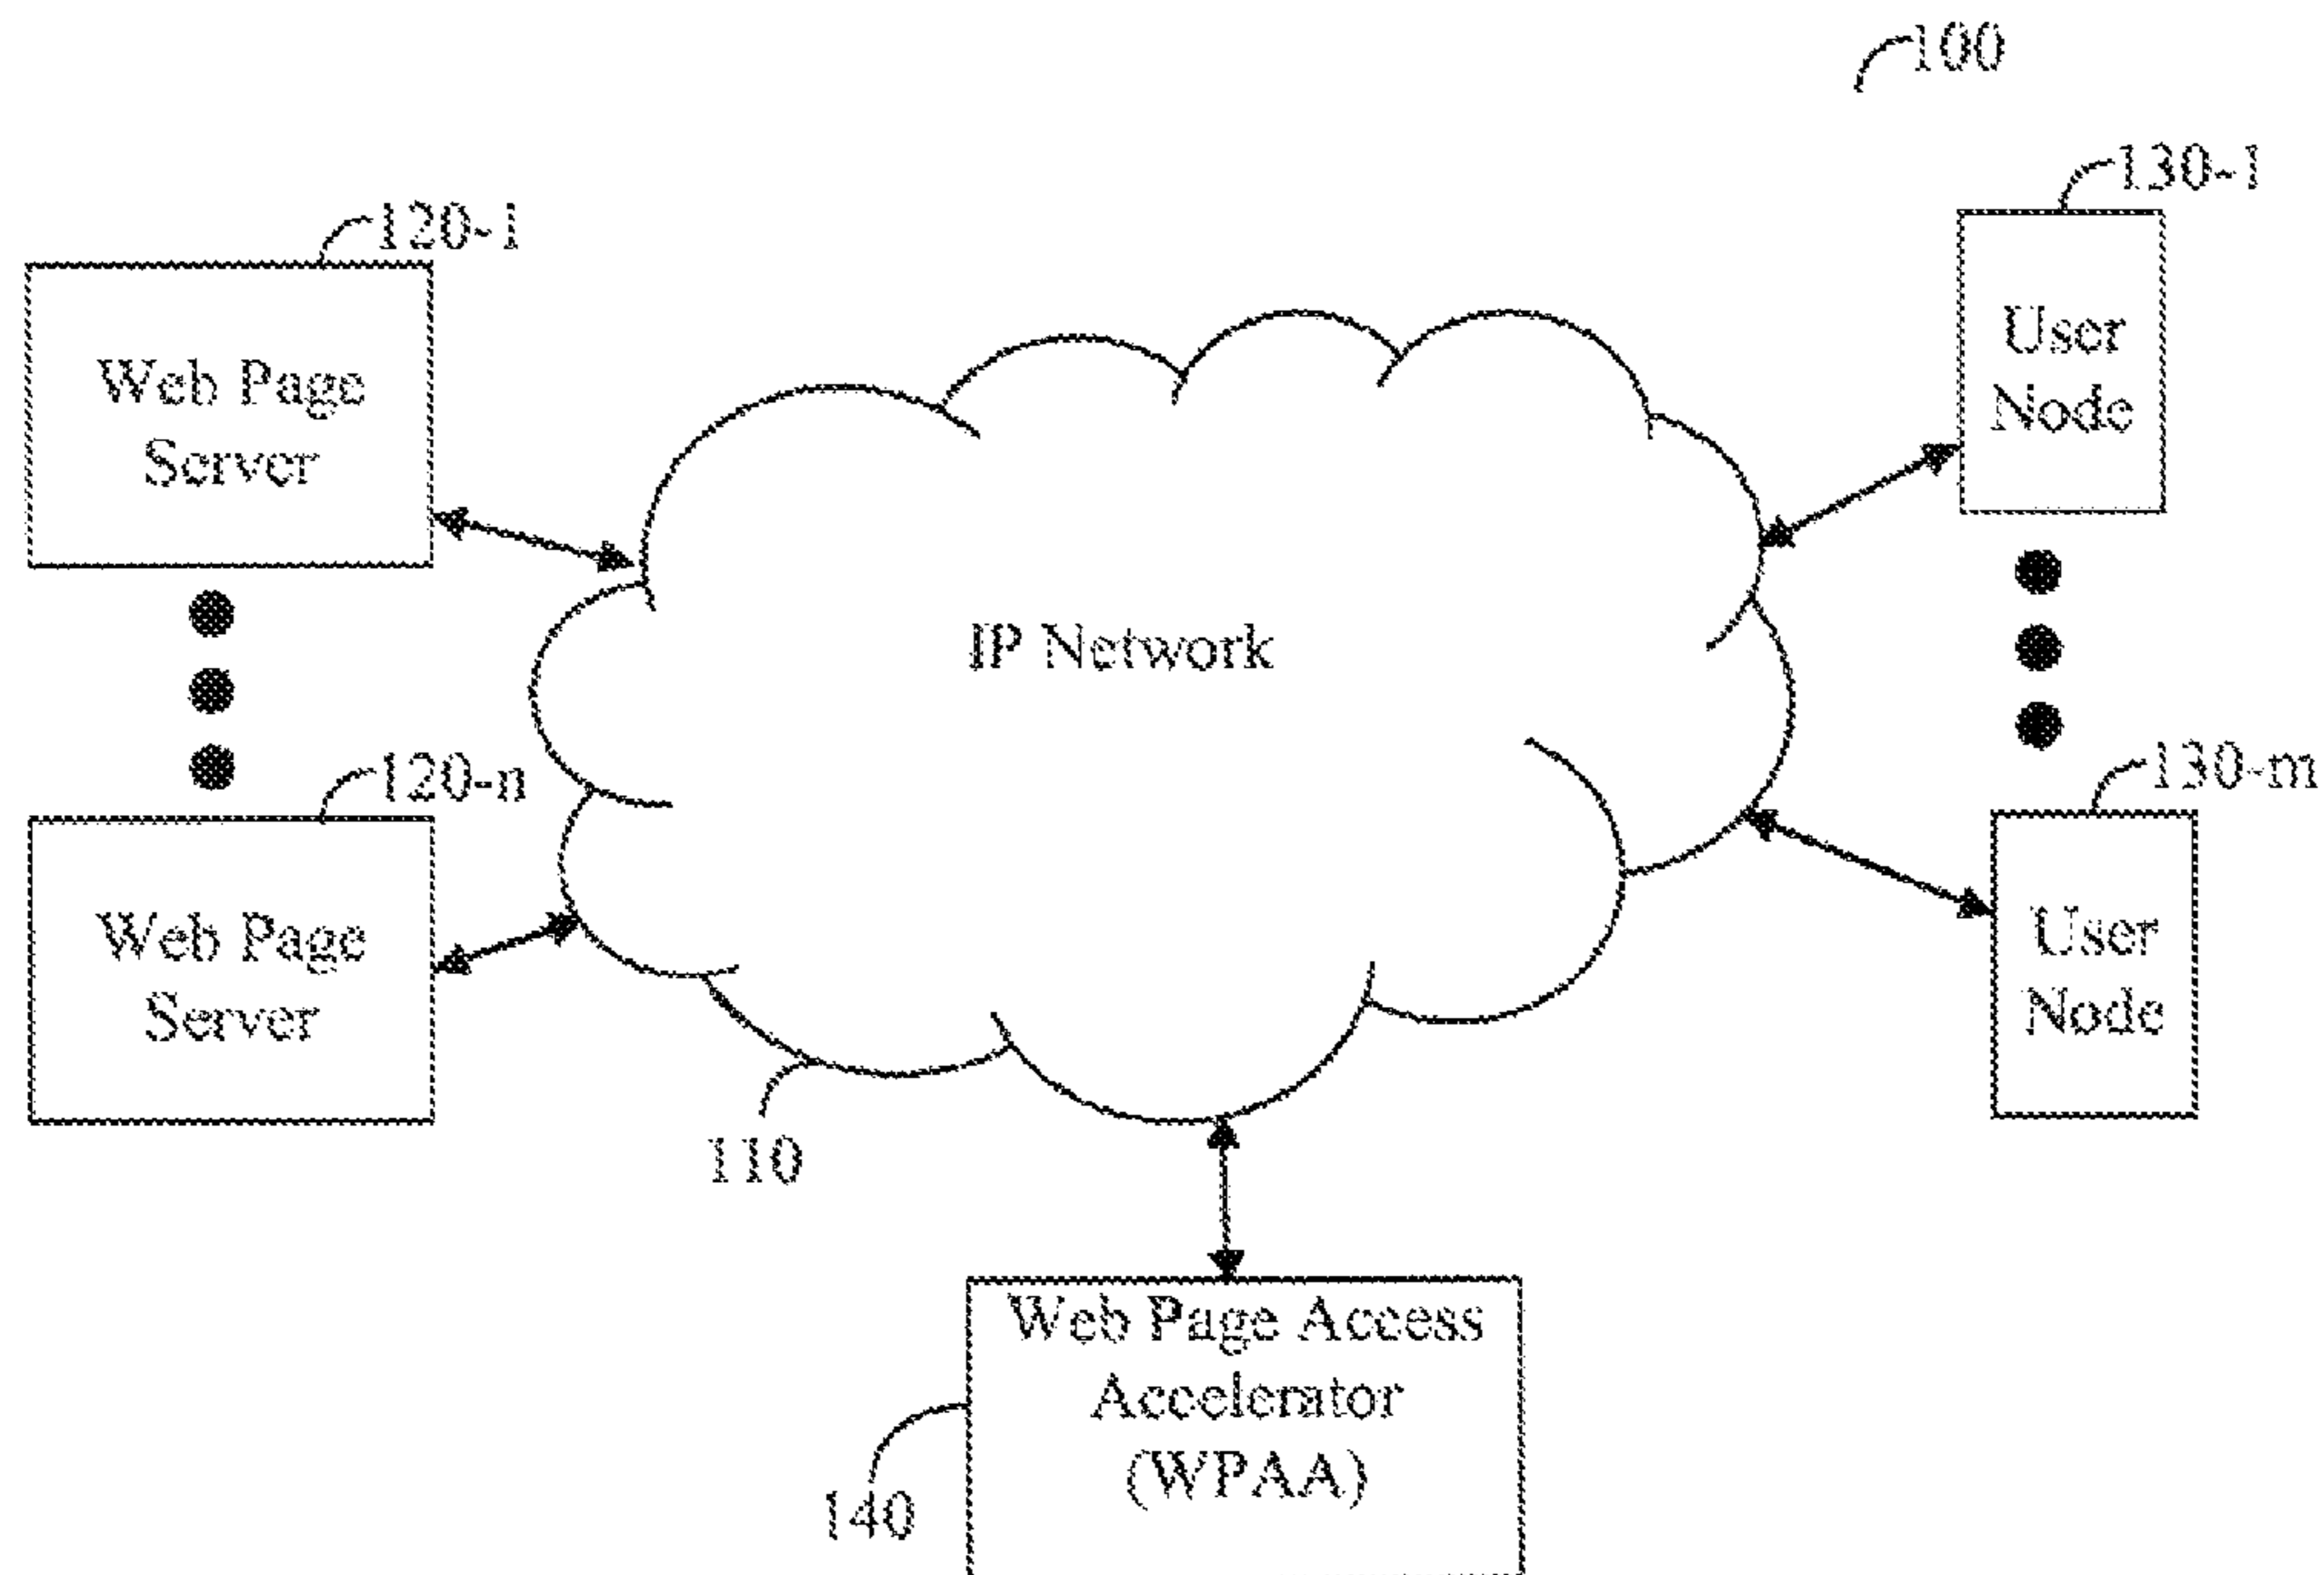 100
130-1
120-1
User
Node
Web Page
Server
IP Network
120-n
130-m
Web Page
Server
User
Node
110
Web Page Access
Accelerator
(WPAA)
140